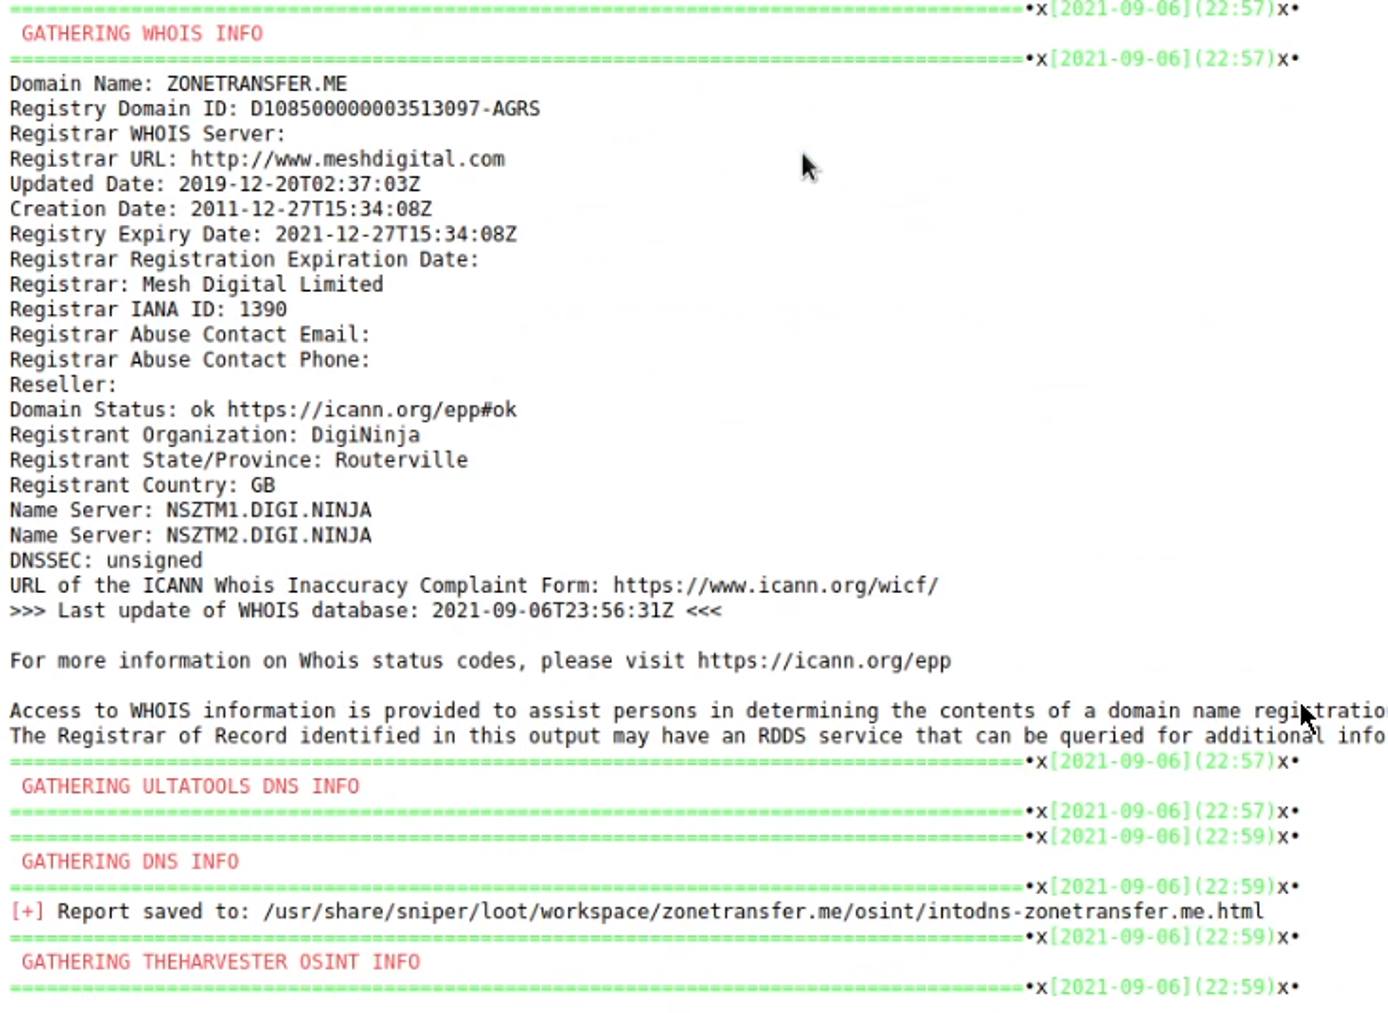 ================================================================================•x[2021-09-06](22:57)x•
GATHERING WHOIS INFO
================================================================================•x[2021-09-06](22:57)x•
Domain Name: ZONETRANSFER.ME
Registry Domain ID: D108500000003513097-AGRS
Registrar WHOIS Server:
Registrar URL: http://www.meshdigital.com
Updated Date: 2019-12-20T02:37:03Z
Creation Date: 2011-12-27T15:34:08Z
Registry Expiry Date: 2021-12-27T15:34:08Z
Registrar Registration Expiration Date:
Registrar: Mesh Digital Limited
Registrar IANA ID: 1390
Registrar Abuse Contact Email:
Registrar Abuse Contact Phone:
Reseller:
Domain Status: ok https://icann.org/epp#ok
Registrant Organization: DigiNinja
Registrant State/Province: Routerville
Registrant Country: GB
Name Server: NSZTM1.DIGI.NINJA
Name Server: NSZTM2.DIGI.NINJA
DNSSEC: unsigned
URL of the ICANN Whois Inaccuracy Complaint Form: https://www.icann.org/wicf/
>>> Last update of WHOIS database: 2021-09-06T23:56:31Z <<<
For more information on Whois status codes, please visit https://icann.org/epp
Access to WHOIS information is provided to assist persons in determining the contents of a domain name registratio
The Registrar of Record identified in this output may have an RDDS service that can be queried for additional info
================================================================================•x[2021-09-06](22:57)x•
GATHERING ULTATOOLS DNS INFO
================================================================================•x[2021-09-06](22:57)x•
================================================================================•x[2021-09-06](22:59)x•
GATHERING DNS INFO
================================================================================•x[2021-09-06](22:59)x•
[+] Report saved to: /usr/share/sniper/loot/workspace/zonetransfer.me/osint/intodns-zonetransfer.me.html
================================================================================•x[2021-09-06](22:59)x•
GATHERING THEHARVESTER OSINT INFO
================================================================================•x[2021-09-06](22:59)x•